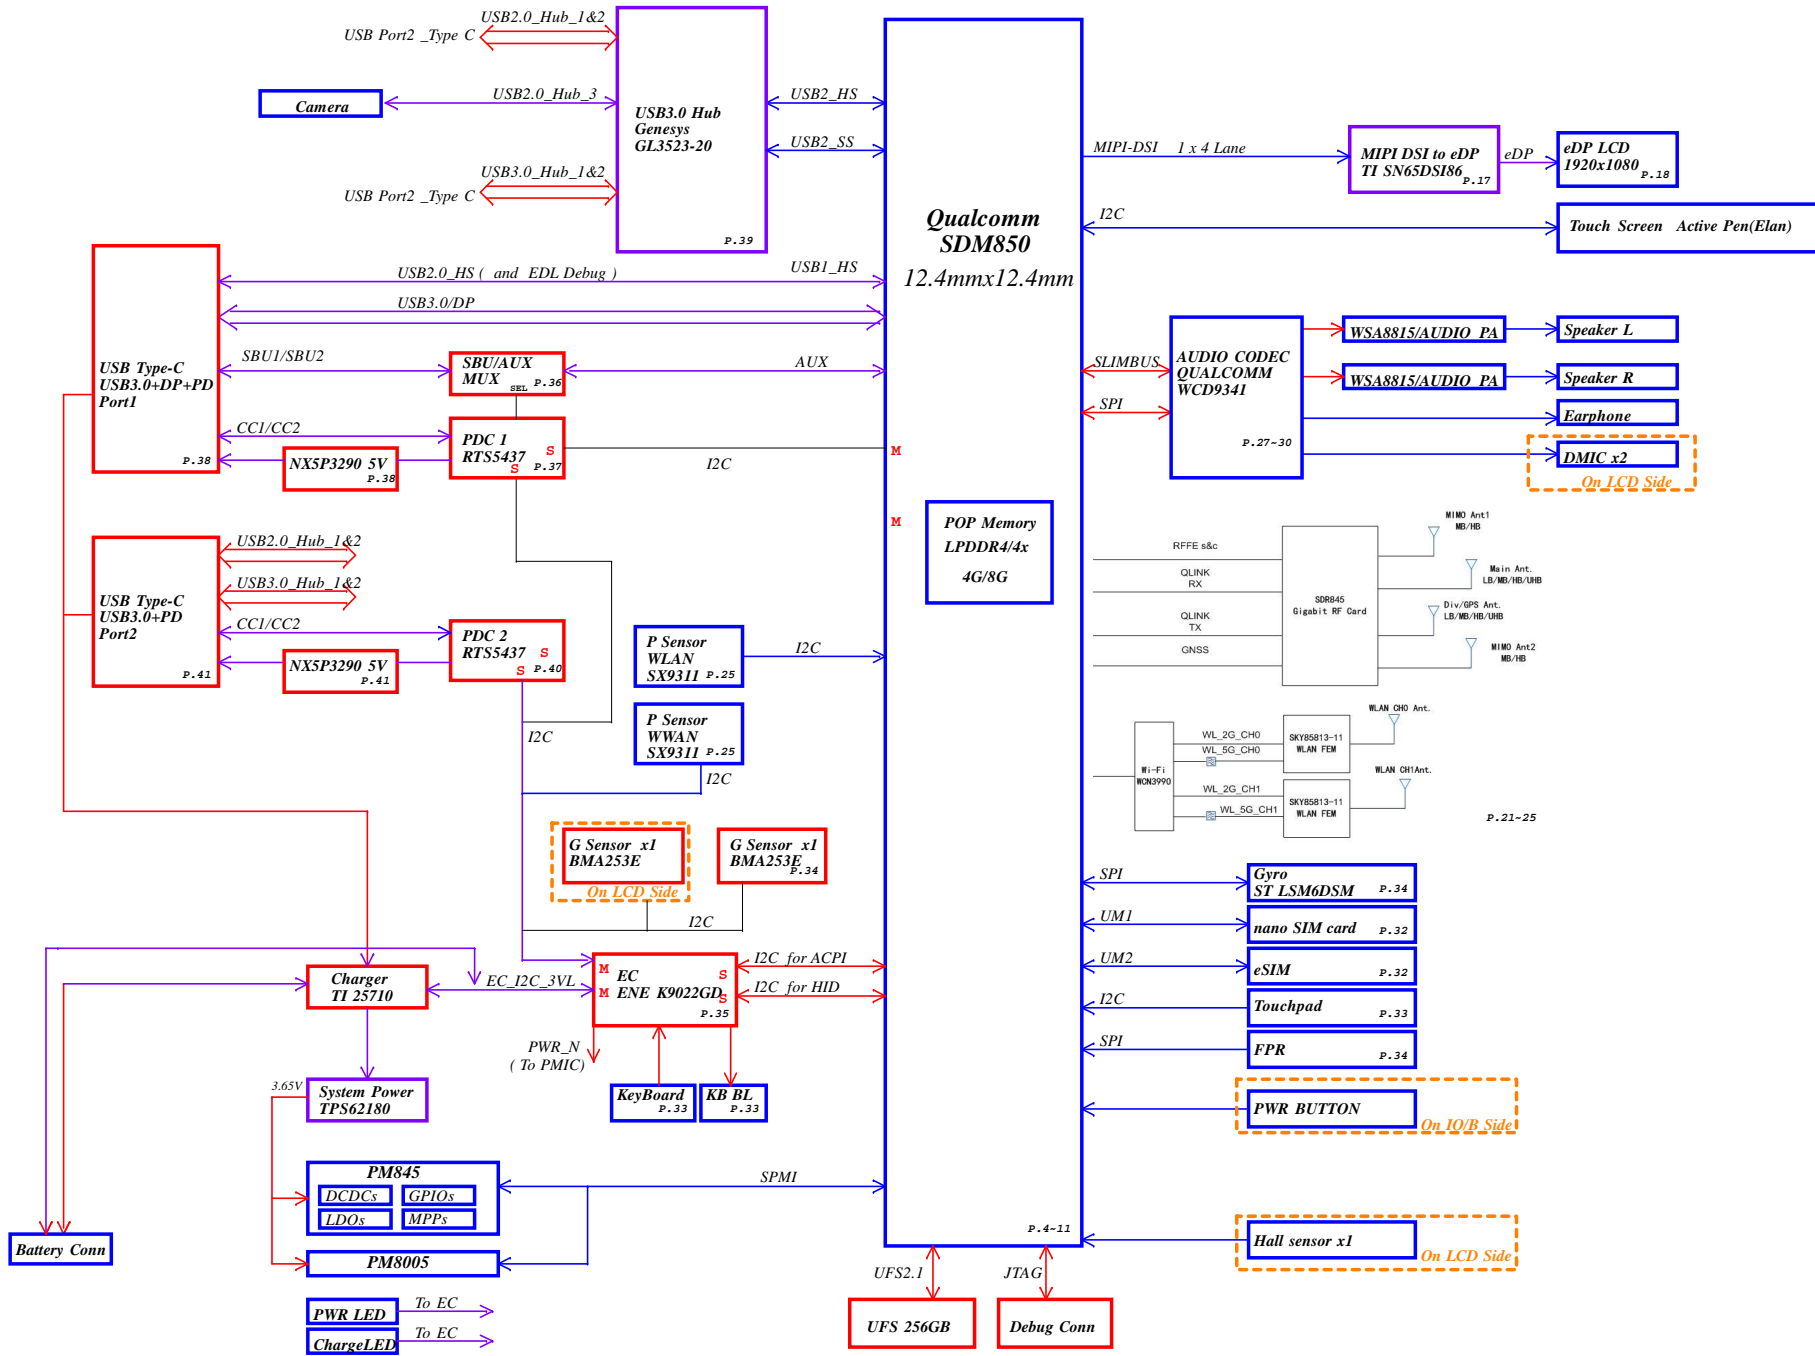 USB2.0_Hub_1&2
USB Port2 _Type C
Camera
USB2.0_Hub_3
USB3.0 Hub
Genesys
GL3523-20
P.39
USB3.0_Hub_1&2
USB Port2 _Type C
USB2_HS
USB2_SS
Qualcomm
SDM850
12.4mmx12.4mm
POP Memory
LPDDR4/4x
4G/8G
M
M
P.4~11
MIPI-DSI 1 x 4 Lane
MIPI DSI to eDP
TI SN65DSI86
P.17
eDP
eDP LCD
1920x1080
P.18
I2C
Touch Screen Active Pen(Elan)
USB Type-C
USB3.0+DP+PD
Port1
P.38
USB2.0_HS ( and EDL Debug )
USB1_HS
USB3.0/DP
SBU1/SBU2
SBU/AUX
MUX
SEL
P.36
AUX
CC1/CC2
PDC 1
RTS5437
S
S
P.37
I2C
NX5P3290 5V
P.38
SLIMBUS
SPI
AUDIO CODEC
QUALCOMM
WCD9341
P.27~30
WSA8815/AUDIO PA
Speaker L
WSA8815/AUDIO PA
Speaker R
Earphone
DMIC x2
On LCD Side
USB Type-C
USB3.0+PD
Port2
P.41
USB2.0_Hub_1&2
USB3.0_Hub_1&2
CC1/CC2
PDC 2
RTS5437
S
S
P.40
NX5P3290 5V
P.41
I2C
P Sensor
WLAN
SX9311
P.25
I2C
P Sensor
WWAN
SX9311
P.25
I2C
RFFE s&c
QLINK
RX
QLINK
TX
GNSS
SDR845
Gigabit RF Card
MIMO Ant1
MB/HB
Main Ant.
LB/MB/HB/UHB
Div/GPS Ant.
LB/MB/HB/UHB
MIMO Ant2
MB/HB
Wi-Fi
WCN3990
WL_2G_CH0
WL_5G_CH0
SKY85813-11
WLAN FEM
WLAN CH0 Ant.
WL_2G_CH1
WL_5G_CH1
SKY85813-11
WLAN FEM
WLAN CH1Ant.
P.21~25
G Sensor x1
BMA253E
On LCD Side
G Sensor x1
BMA253E
P.34
I2C
SPI
Gyro
ST LSM6DSM
P.34
UM1
nano SIM card
P.32
UM2
eSIM
P.32
I2C
Touchpad
P.33
SPI
FPR
P.34
PWR BUTTON
On IO/B Side
Hall sensor x1
On LCD Side
Charger
TI 25710
EC_I2C_3VL
M
M
EC
ENE K9022GD
S
S
P.35
I2C for ACPI
I2C for HID
PWR_N
( To PMIC)
KeyBoard
P.33
KB BL
P.33
3.65V
System Power
TPS62180
PM845
DCDCs
GPIOs
LDOs
MPPs
SPMI
PM8005
Battery Conn
PWR LED
To EC
ChargeLED
To EC
UFS2.1
UFS 256GB
JTAG
Debug Conn